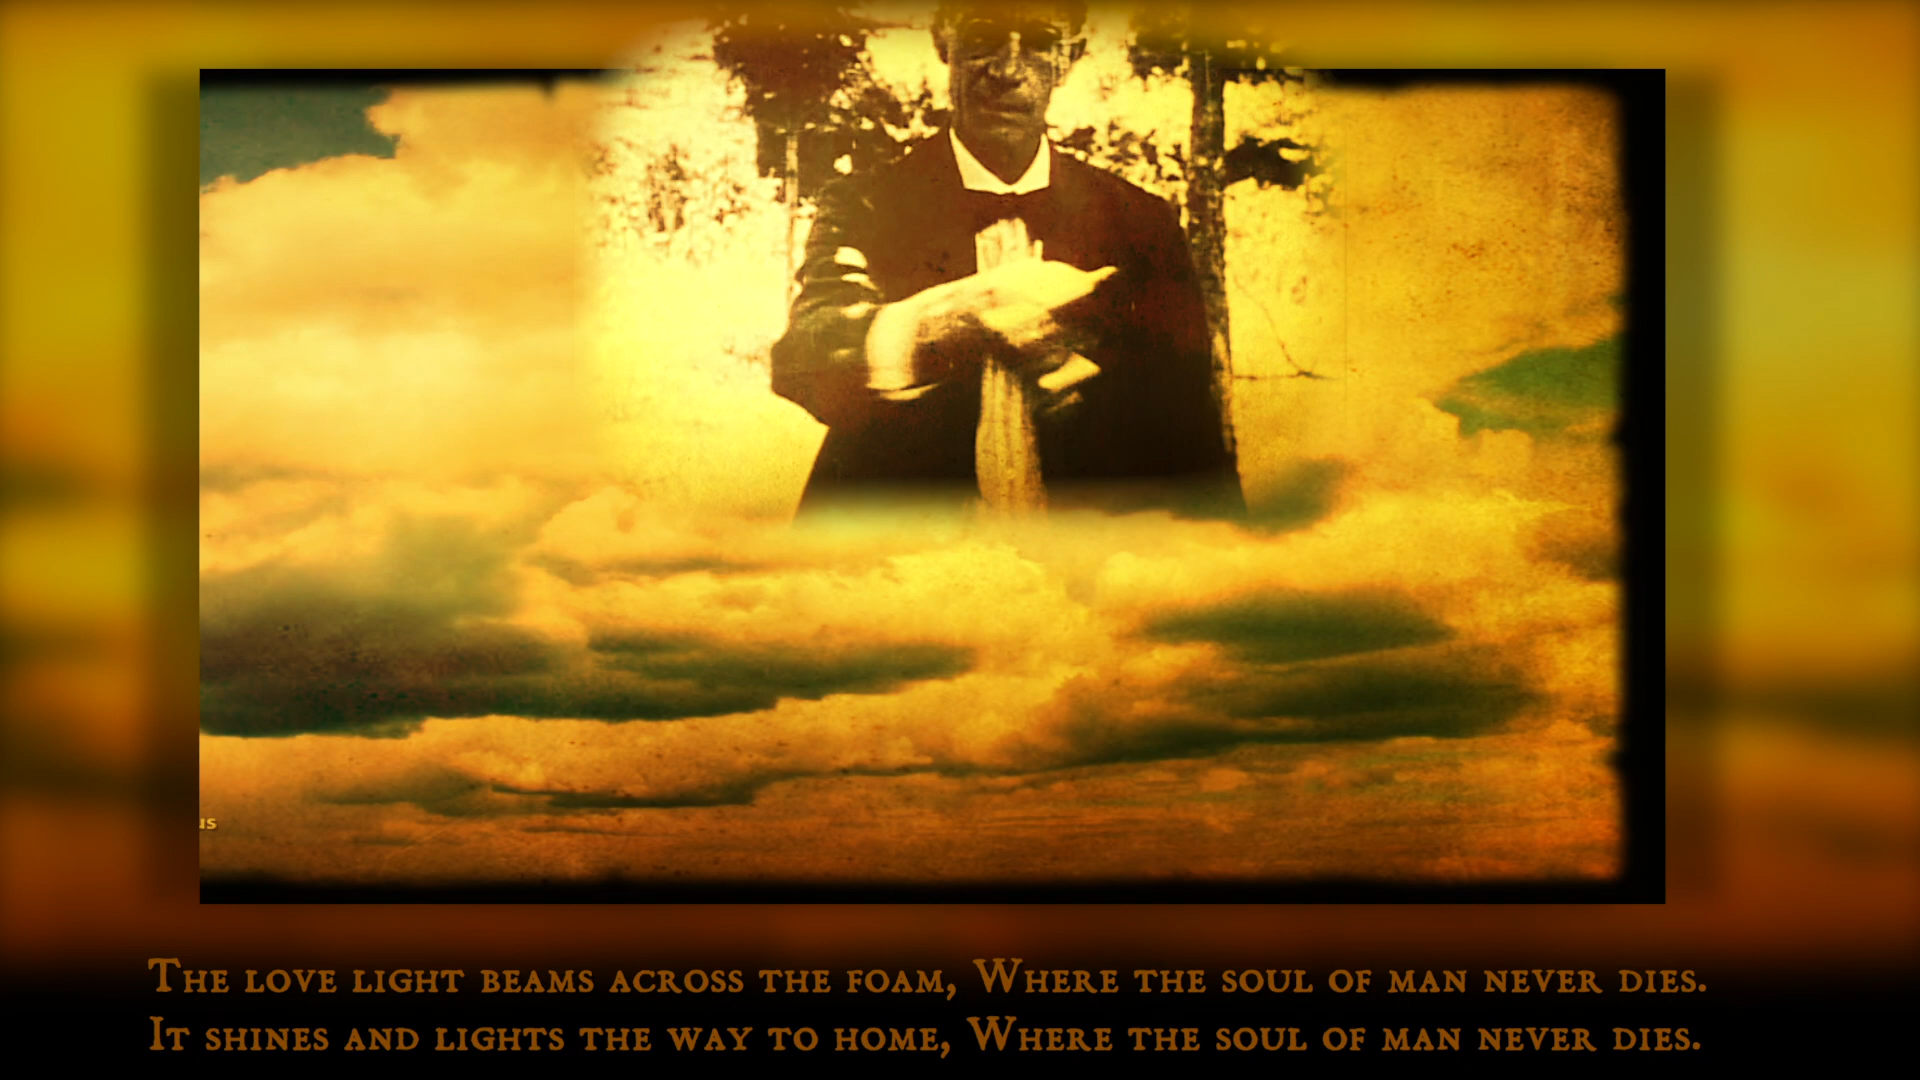 us
The love light beams across the foam, Where the soul of man never dies.
It shines and lights the way to home, Where the soul of man never dies.